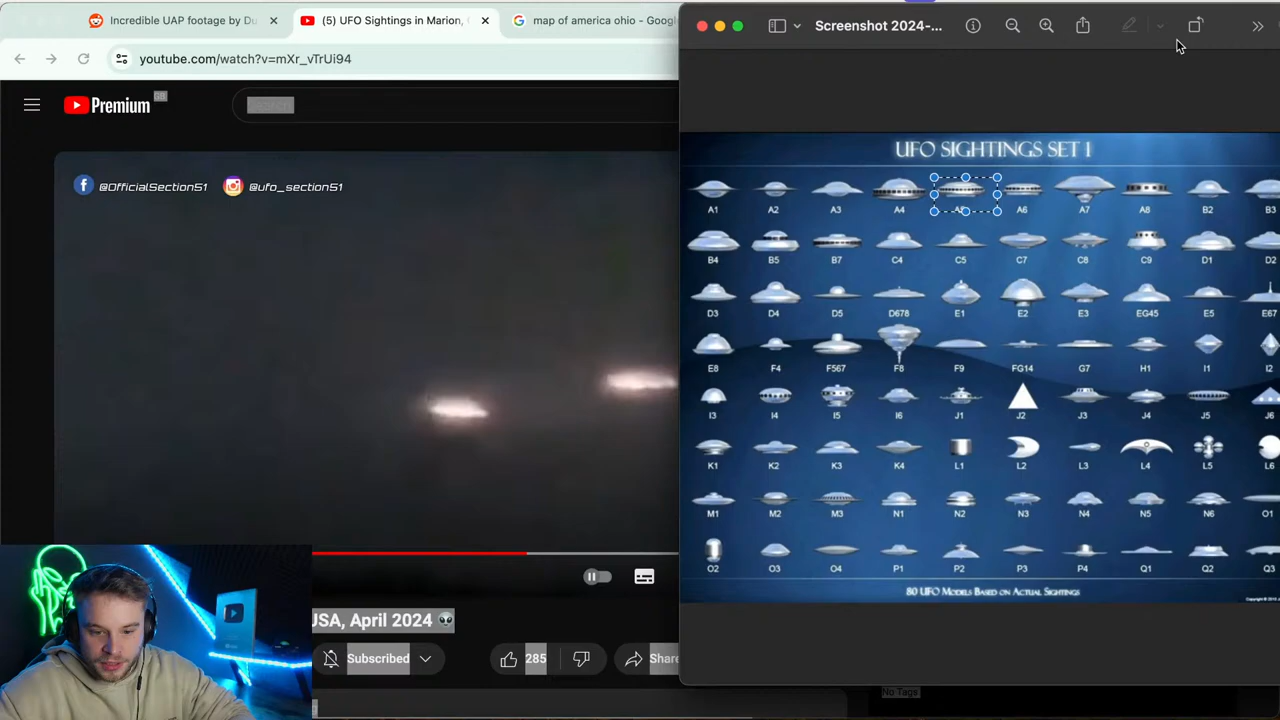 Incredible UAP footage by Du
(5) UFO Sightings in Marion,
map of america ohio - Google
Screenshot 2024-...
youtube.com/watch?v=mXr_vTrUi94
Premium GB
@OfficialSection51 @ufo_section51
UFO SIGHTINGS SET 1
A1 A2 A3 A4 A5 A6 A7 A8 B2 B3
B4 B5 B7 C4 C5 C7 C8 C9 D1 D2
D3 D4 D5 D678 E1 E2 E3 EG45 E5 E67
E8 F4 F567 F8 F9 FG14 G7 H1 I1 I2
I3 I4 I5 I6 J1 J2 J3 J4 J5 J6
K1 K2 K3 K4 L1 L2 L3 L4 L5 L6
M1 M2 M3 N1 N2 N3 N4 N5 N6 O1
O2 O3 O4 P1 P2 P3 P4 Q1 Q2 Q3
80 UFO MODELS BASED ON ACTUAL SIGHTINGS
USA, April 2024
Subscribed 285 Share
No Tags